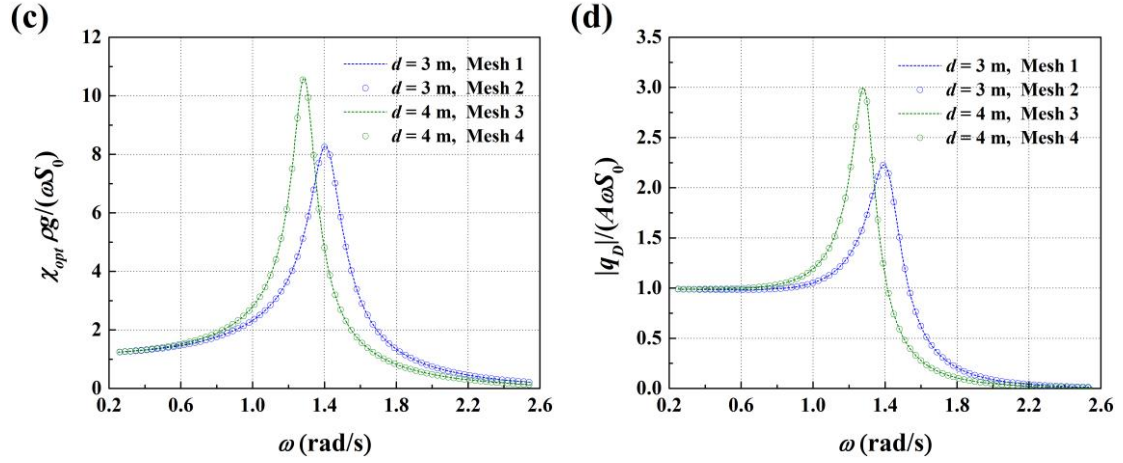 (c)
12
10
8
6
4
2
0
χopt ρg/(ωS0)
d = 3 m, Mesh 1
d = 3 m, Mesh 2
d = 4 m, Mesh 3
d = 4 m, Mesh 4
0.2 0.6 1.0 1.4 1.8 2.2 2.6
ω (rad/s)
(d)
3.5
3.0
2.5
2.0
1.5
1.0
0.5
0.0
|qD|/(AωS0)
d = 3 m, Mesh 1
d = 3 m, Mesh 2
d = 4 m, Mesh 3
d = 4 m, Mesh 4
0.2 0.6 1.0 1.4 1.8 2.2 2.6
ω (rad/s)